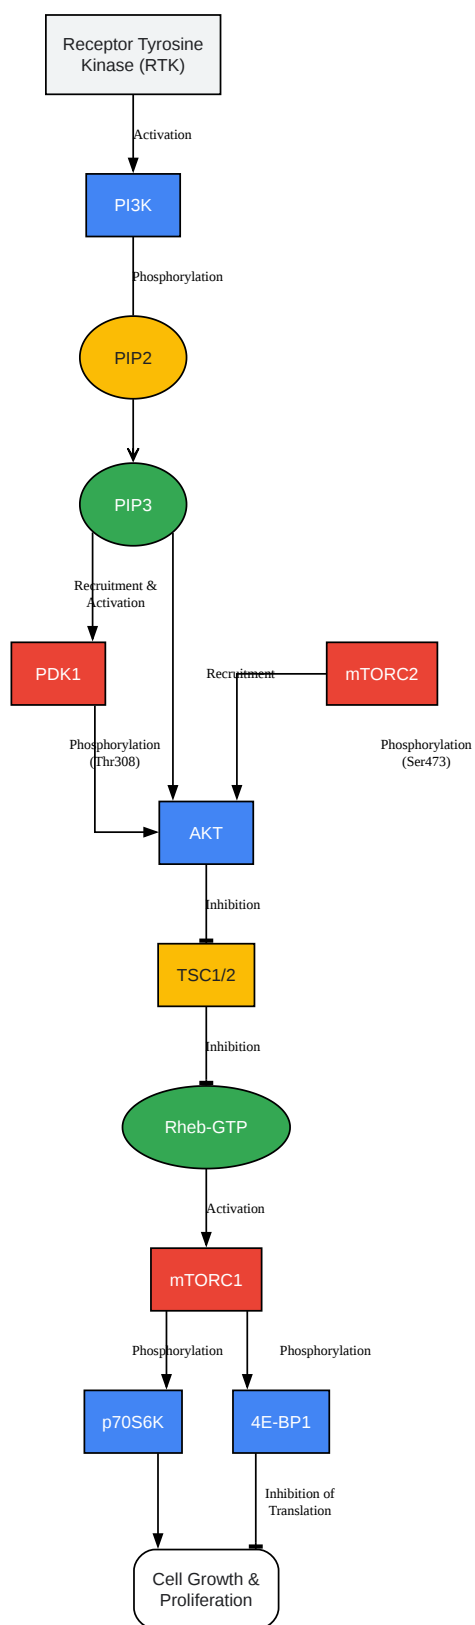 Receptor Tyrosine
Kinase (RTK)
Activation
PI3K
Phosphorylation
PIP2
PIP3
Recruitment &
Activation
PDK1
Recruitment
mTORC2
Phosphorylation
(Thr308)
Phosphorylation
(Ser473)
AKT
Inhibition
TSC1/2
Inhibition
Rheb-GTP
Activation
mTORC1
Phosphorylation
Phosphorylation
p70S6K
4E-BP1
Inhibition of
Translation
Cell Growth &
Proliferation